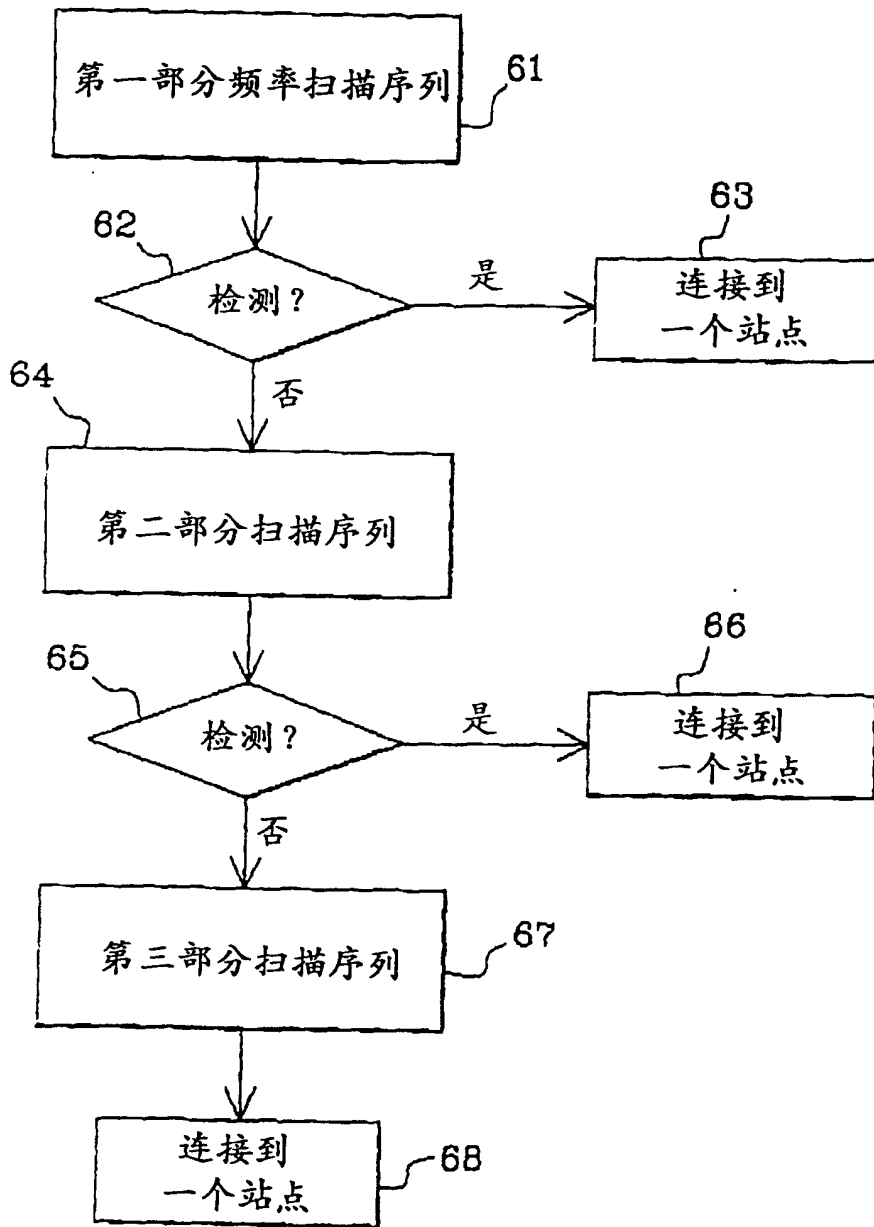 第一部分频率扫描序列
61
62
检测？
是
63
连接到
一个站点
否
64
第二部分扫描序列
65
检测？
是
66
连接到
一个站点
否
第三部分扫描序列
67
连接到
一个站点
68